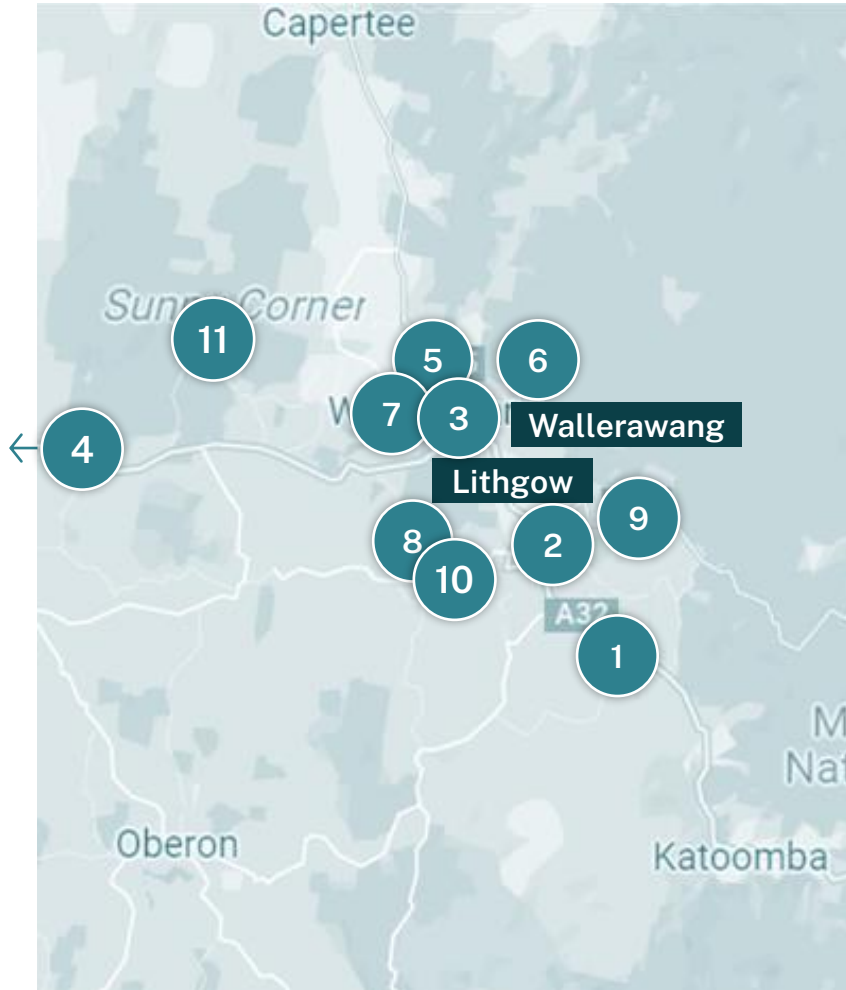 Capertee
Sunny Corner
11
5
6
7
3
Wallerawang
4
Lithgow
9
8
2
10
A32
1
M
Nat
Oberon
Katoomba